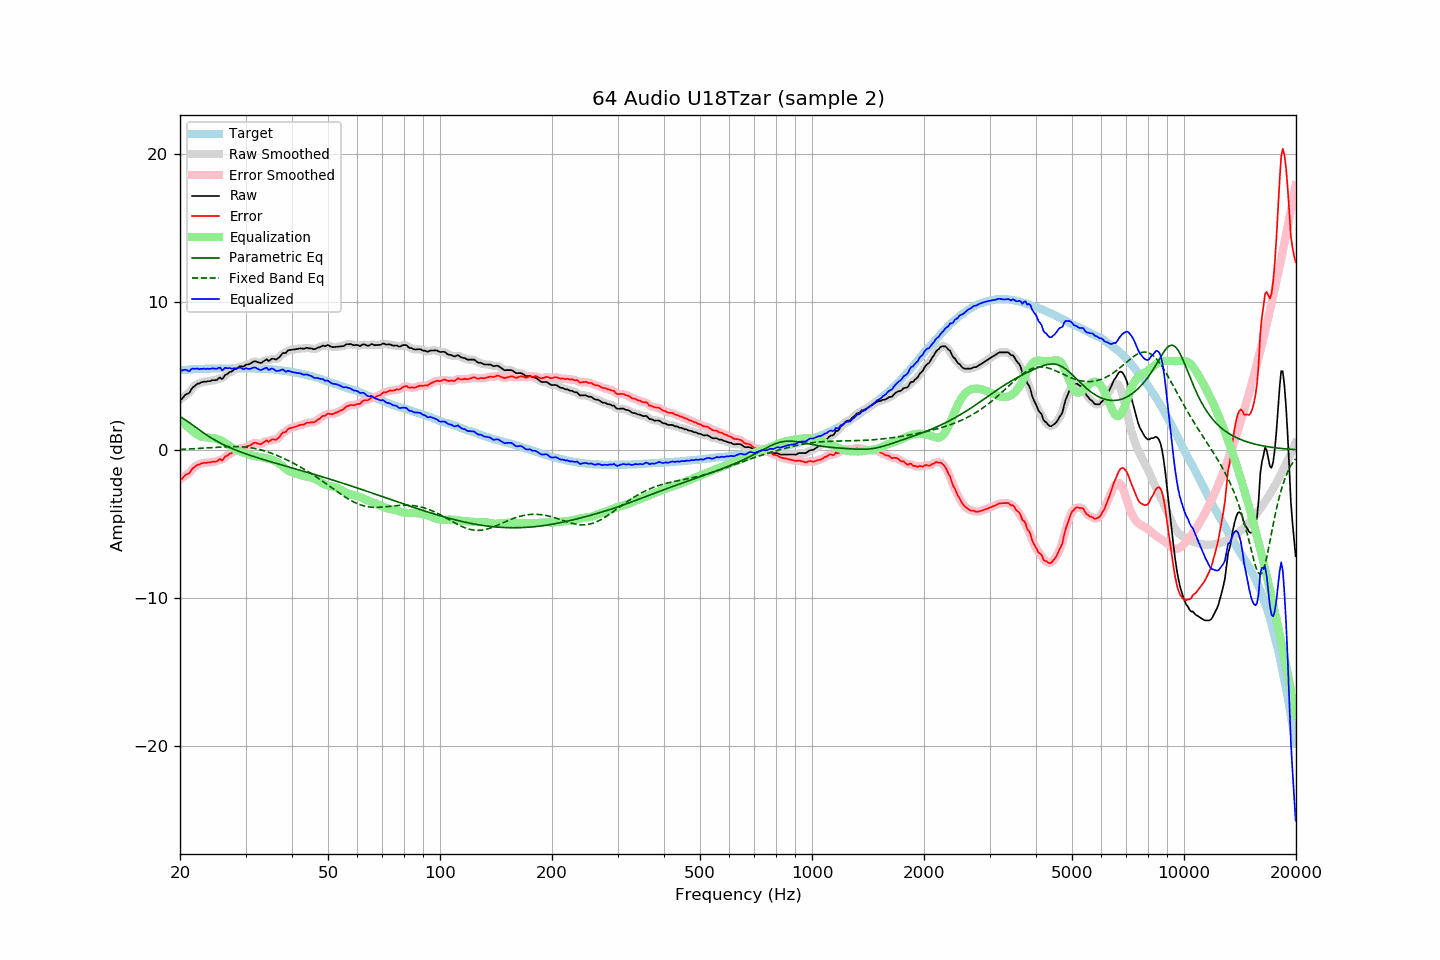 64 Audio U18Tzar (sample 2)
Target
Raw Smoothed
Error Smoothed
Raw
Error
Equalization
Parametric Eq
Fixed Band Eq
Equalized
20
10
0
−10
−20
Amplitude (dBr)
20
50
100
200
500
1000
2000
5000
10000
20000
Frequency (Hz)